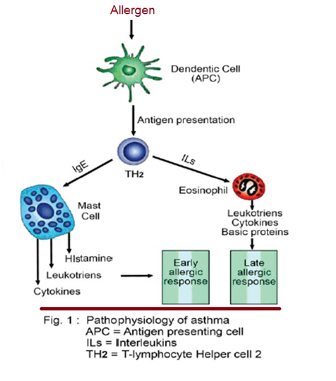 Allergen
Dendentic Cell
(APC)
Antigen presentation
IgE
ILs
TH2
Eosinophil
Mast
Cell
Leukotriens
Cytokines
Basic proteins
HIstamine
Leukotriens
Cytokines
Early
allergic
response
Late
allergic
response
Fig. 1 : Pathophysiology of asthma
APC = Antigen presenting cell
ILs = Interleukins
TH2 = T-lymphocyte Helper cell 2